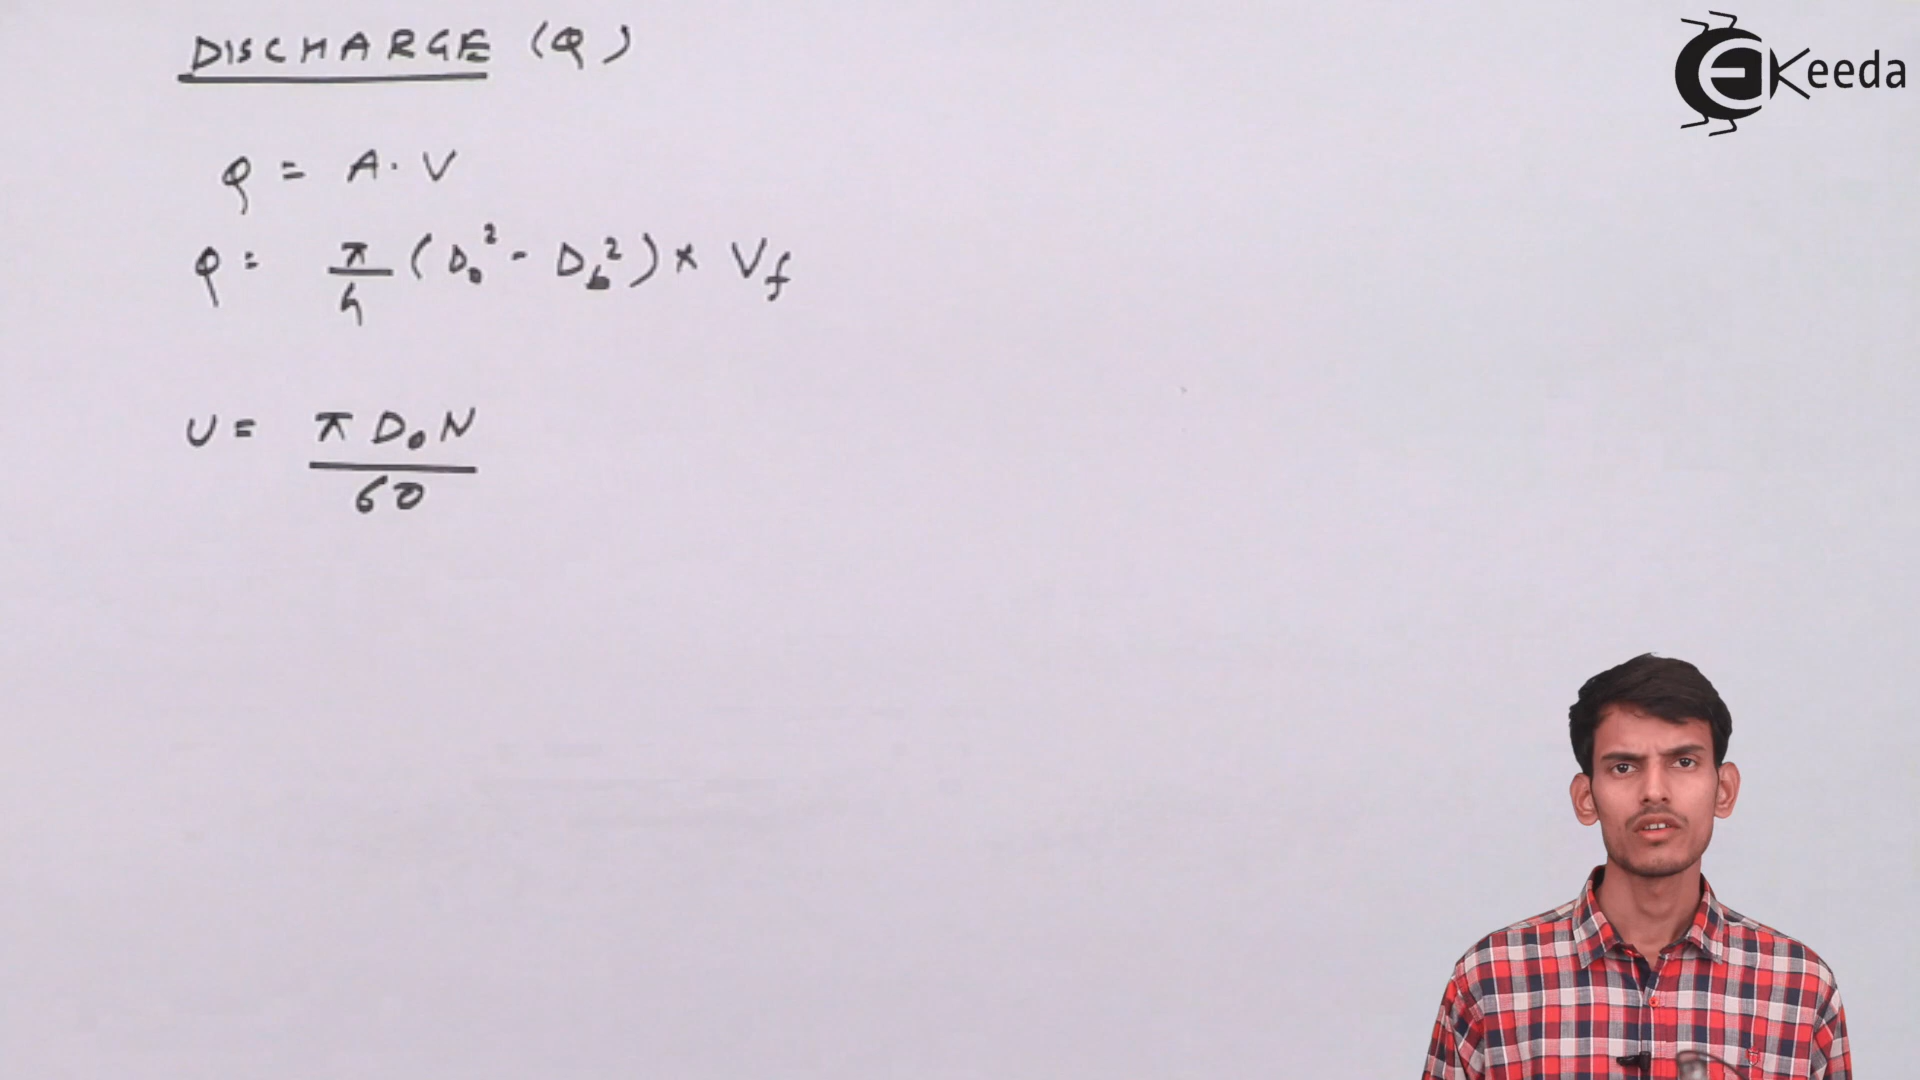 DISCHARGE (Q)
Ekeeda
Q = A. V
Q = π/4 (D₀² - D_b²) × V_f
U = π D₀ N / 60